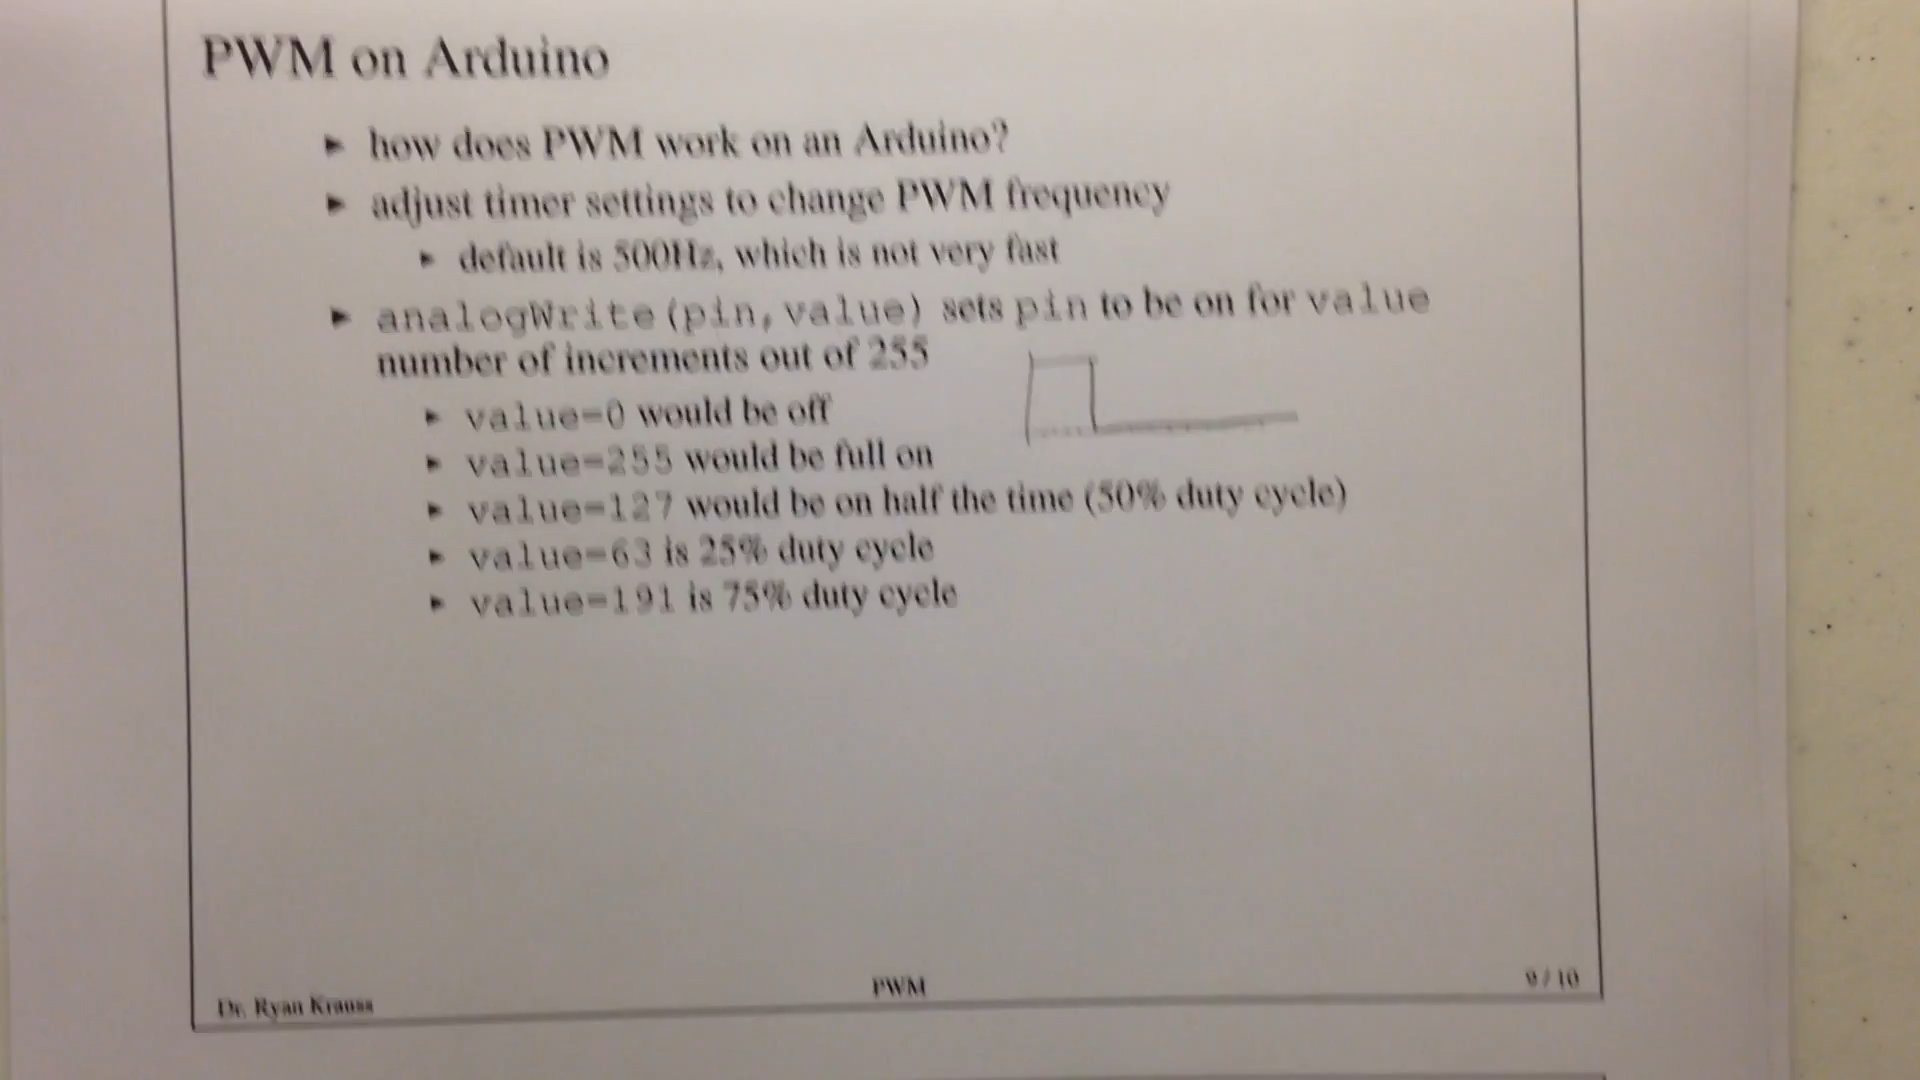 PWM on Arduino
how does PWM work on an Arduino?
adjust timer settings to change PWM frequency
default is 500Hz, which is not very fast
analogWrite(pin,value) sets pin to be on for value
number of increments out of 255
value=0 would be off
value=255 would be full on
value=127 would be on half the time (50% duty cycle)
value=63 is 25% duty cycle
value=191 is 75% duty cycle
Dr. Ryan Krauss
PWM
9 / 10